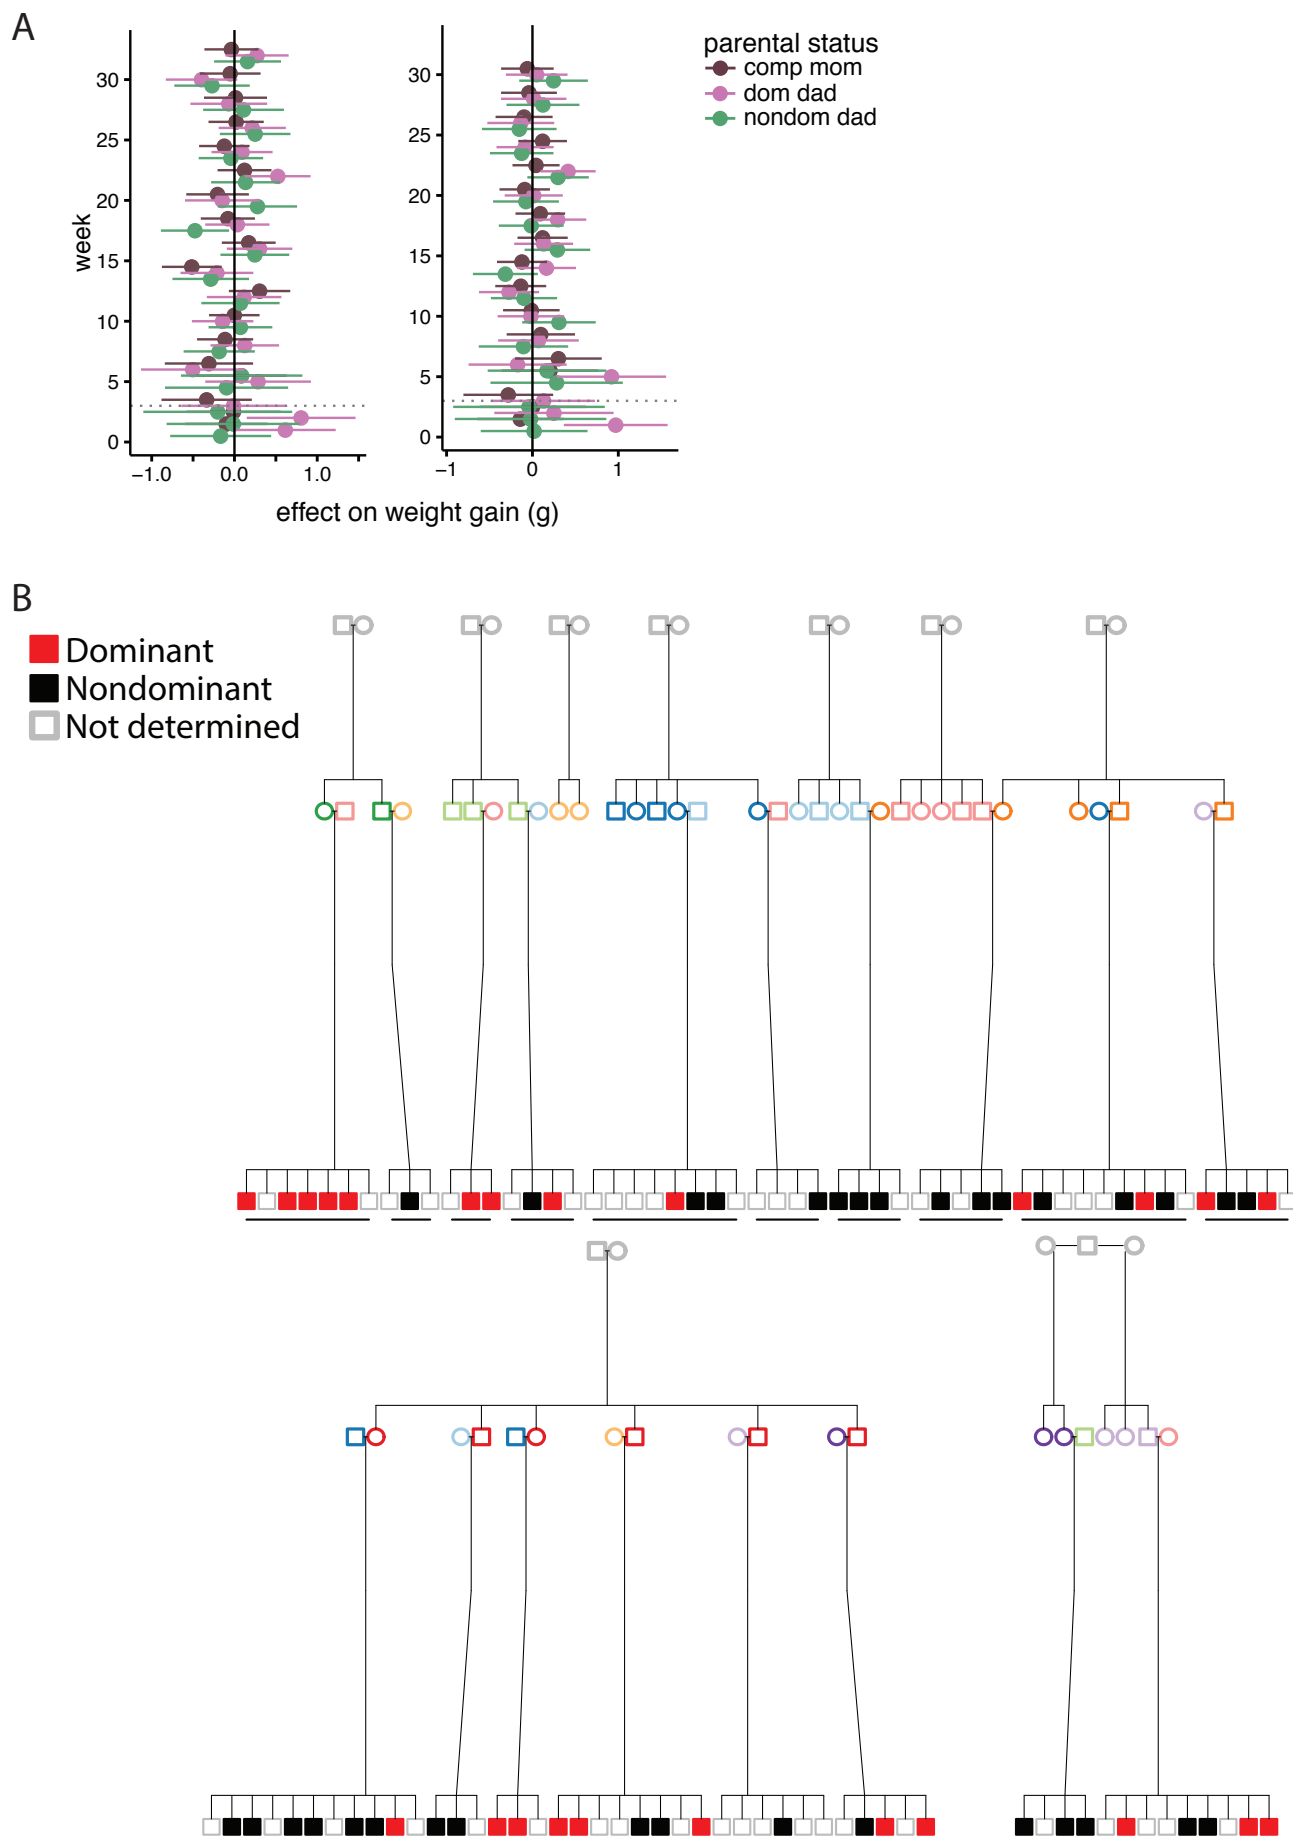 A
parental status
comp mom
dom dad
nondom dad
week
30
25
20
15
10
5
0
−1.0
0.0
1.0
30
25
20
15
10
5
0
−1
0
1
effect on weight gain (g)
B
Dominant
Nondominant
Not determined